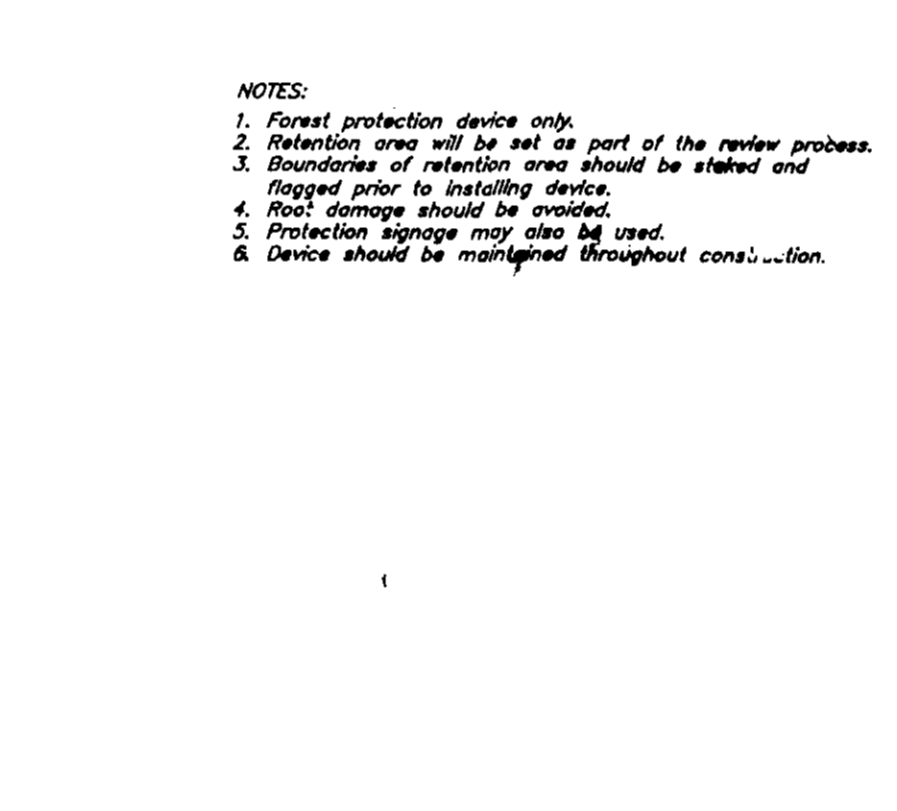 NOTES:
1. Forest protection device only.
2. Retention area will be set as part of the review process.
3. Boundaries of retention area should be staked and
flagged prior to installing device.
4. Root damage should be avoided.
5. Protection signage may also be used.
6. Device should be maintained throughout construction.